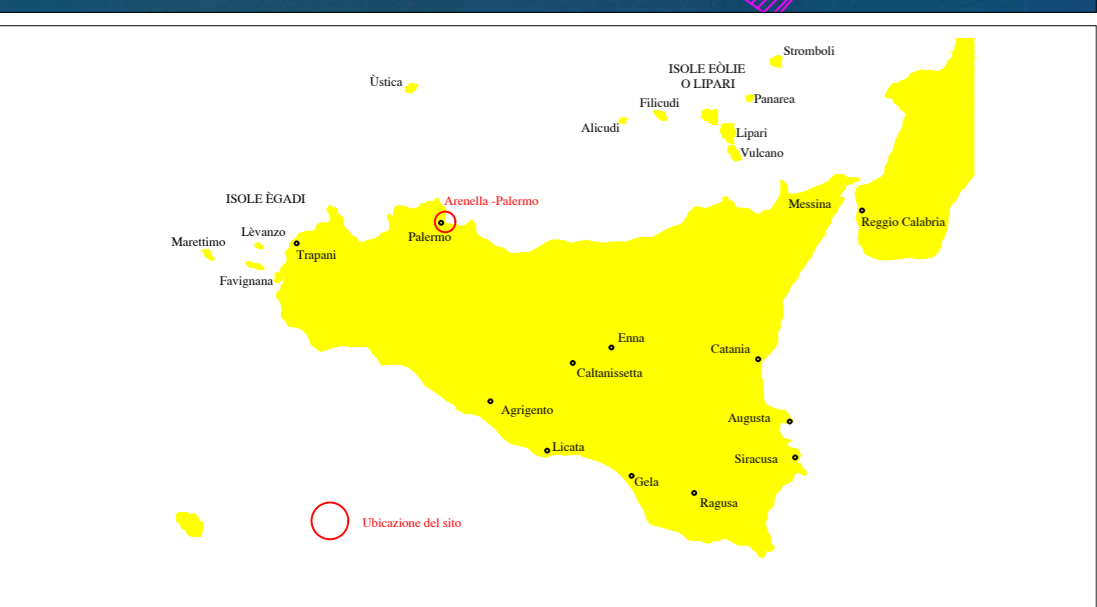 Stromboli
ISOLE EÒLIE
O LIPARI
Ùstica
Filicudi
Panarea
Alicudi
Lipari
Vulcano
ISOLE ÈGADI
Arenella -Palermo
Messina
Reggio Calabria
Lèvanzo
Marettimo
Palermo
Trapani
Favignana
Enna
Catania
Caltanissetta
Agrigento
Augusta
Licata
Siracusa
Gela
Ragusa
Ubicazione del sito